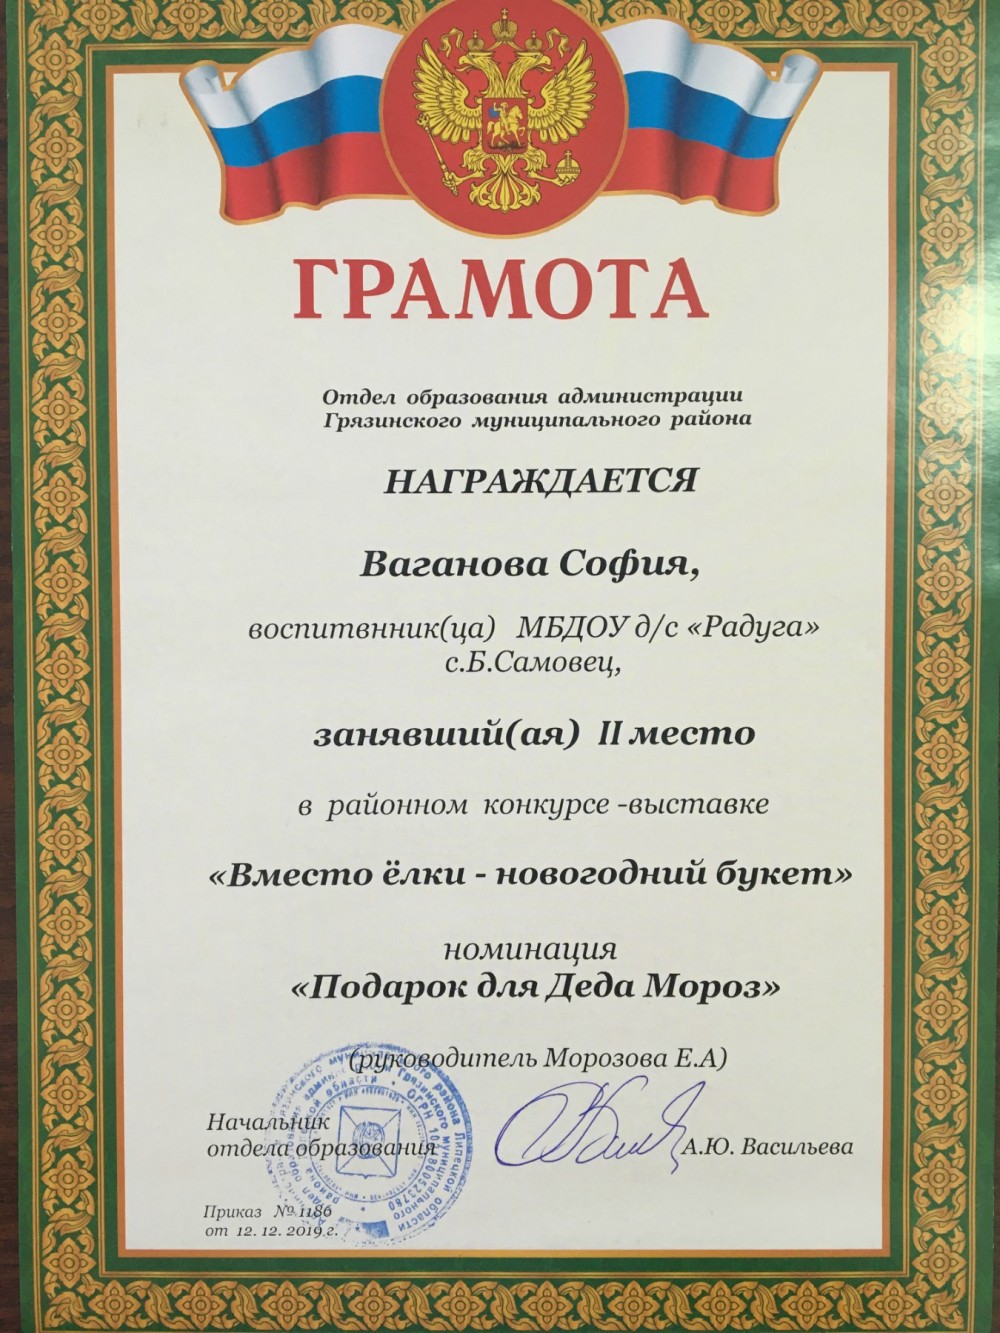 ГРАМОТА
Отдел образования администрации
Грязинского муниципального района
НАГРАЖДАЕТСЯ
Ваганова София,
воспитвнник(ца) МБДОУ д/с «Радуга»
с.Б.Самовец,
занявший(ая) II место
в районном конкурсе -выставке
«Вместо ёлки - новогодний букет»
номинация
«Подарок для Деда Мороз»
(руководитель Морозова Е.А)
Начальник
отдела образования
А.Ю. Васильева
Приказ № 1186
от 12. 12. 2019 г.